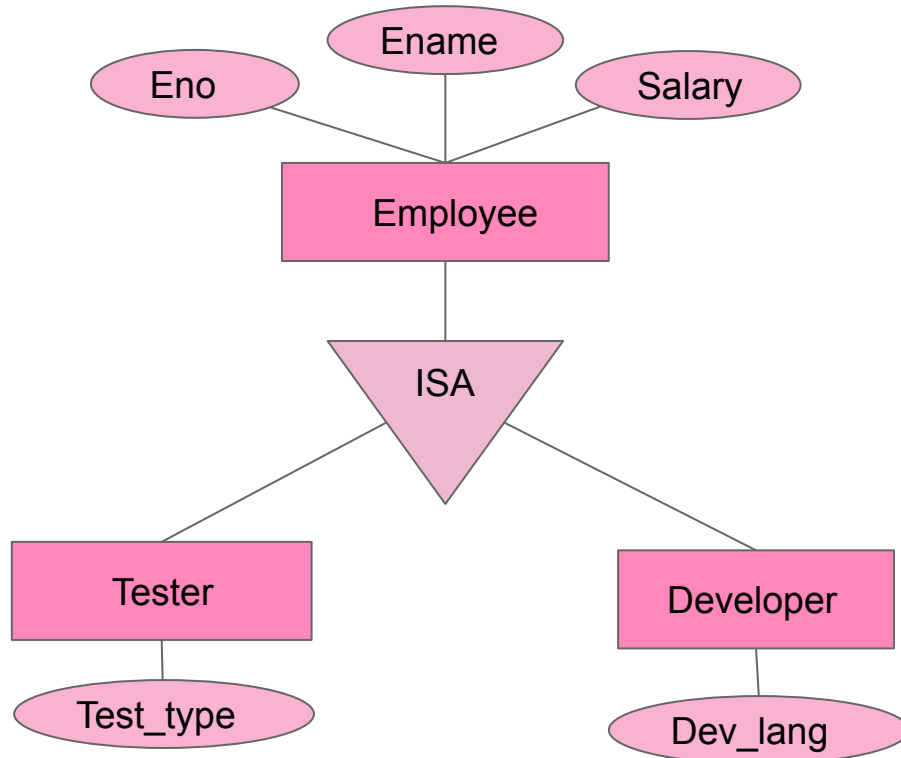 Ename
Eno
Salary
Employee
ISA
Tester
Developer
Test_type
Dev_lang